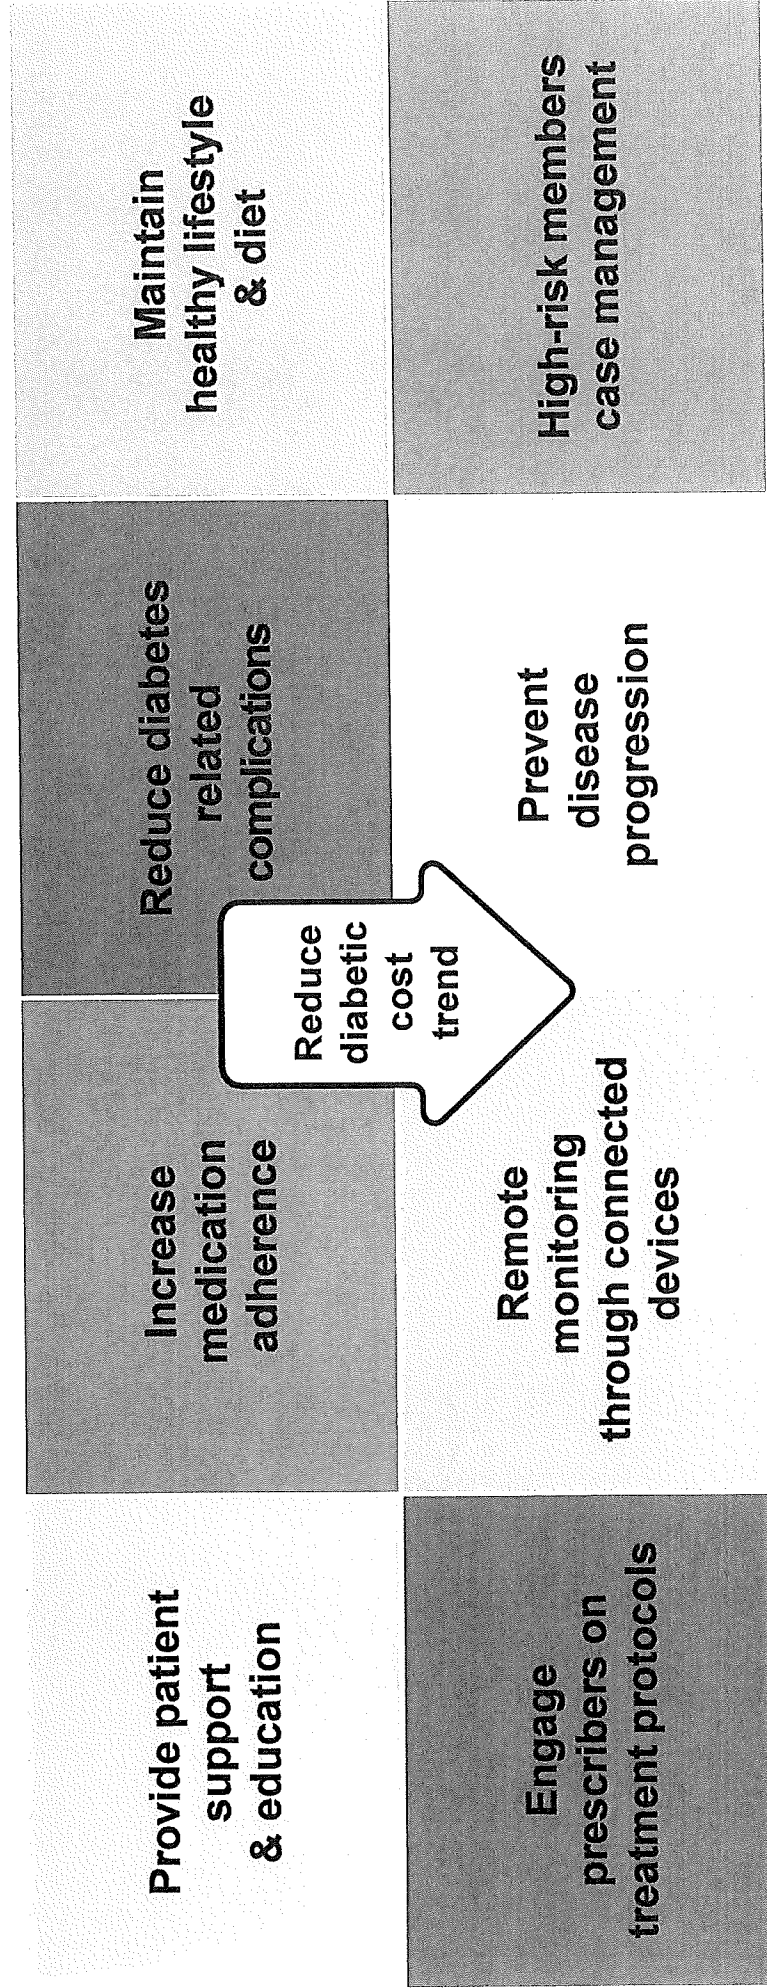 Provide patient
support
& education
Increase
medication
adherence
Reduce diabetes
related
complications
Maintain
healthy lifestyle
& diet
Reduce
diabetic
cost
trend
Engage
prescribers on
treatment protocols
Remote
monitoring
through connected
devices
Prevent
disease
progression
High-risk members
case management